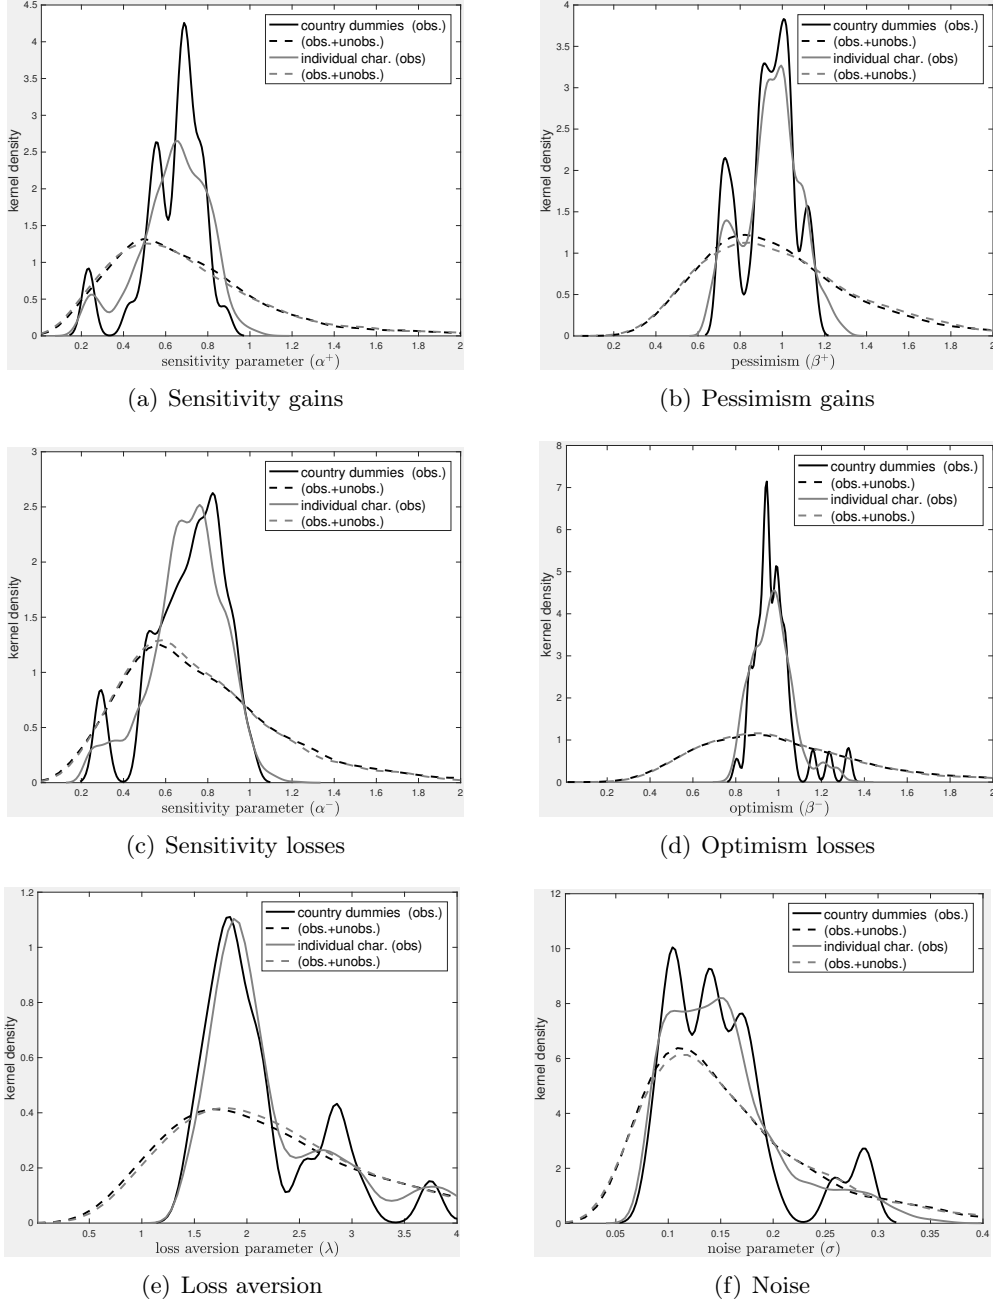 4.5
4
3.5
3
2.5
2
1.5
1
0.5
0
kernel density
country dummies (obs.)
(obs.+unobs.)
individual char. (obs)
(obs.+unobs.)
0.2 0.4 0.6 0.8 1 1.2 1.4 1.6 1.8 2
sensitivity parameter (α⁺)
(a) Sensitivity gains
4
3.5
3
2.5
2
1.5
1
0.5
0
kernel density
country dummies (obs.)
(obs.+unobs.)
individual char. (obs)
(obs.+unobs.)
0.2 0.4 0.6 0.8 1 1.2 1.4 1.6 1.8 2
pessimism (β⁺)
(b) Pessimism gains
3
2.5
2
1.5
1
0.5
0
kernel density
country dummies (obs.)
(obs.+unobs.)
individual char. (obs)
(obs.+unobs.)
0.2 0.4 0.6 0.8 1 1.2 1.4 1.6 1.8 2
sensitivity parameter (α⁻)
(c) Sensitivity losses
8
7
6
5
4
3
2
1
0
kernel density
country dummies (obs.)
(obs.+unobs.)
individual char. (obs)
(obs.+unobs.)
0.2 0.4 0.6 0.8 1 1.2 1.4 1.6 1.8 2
optimism (β⁻)
(d) Optimism losses
1.2
1
0.8
0.6
0.4
0.2
0
kernel density
country dummies (obs.)
(obs.+unobs.)
individual char. (obs)
(obs.+unobs.)
0.5 1 1.5 2 2.5 3 3.5 4
loss aversion parameter (λ)
(e) Loss aversion
12
10
8
6
4
2
0
kernel density
country dummies (obs.)
(obs.+unobs.)
individual char. (obs)
(obs.+unobs.)
0.05 0.1 0.15 0.2 0.25 0.3 0.35 0.4
noise parameter (σ)
(f) Noise